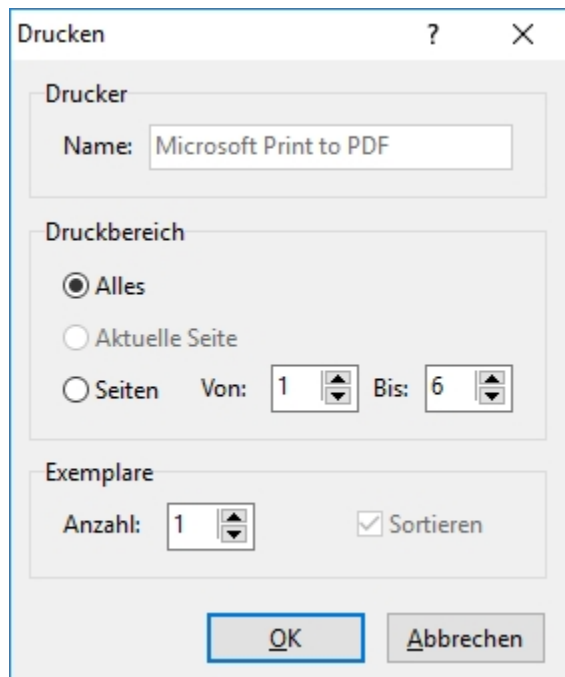 Drucken ?
Drucker
Name: Microsoft Print to PDF
Druckbereich
Alles
Aktuelle Seite
Seiten Von: 1 Bis: 6
Exemplare
Anzahl: 1 Sortieren
OK Abbrechen